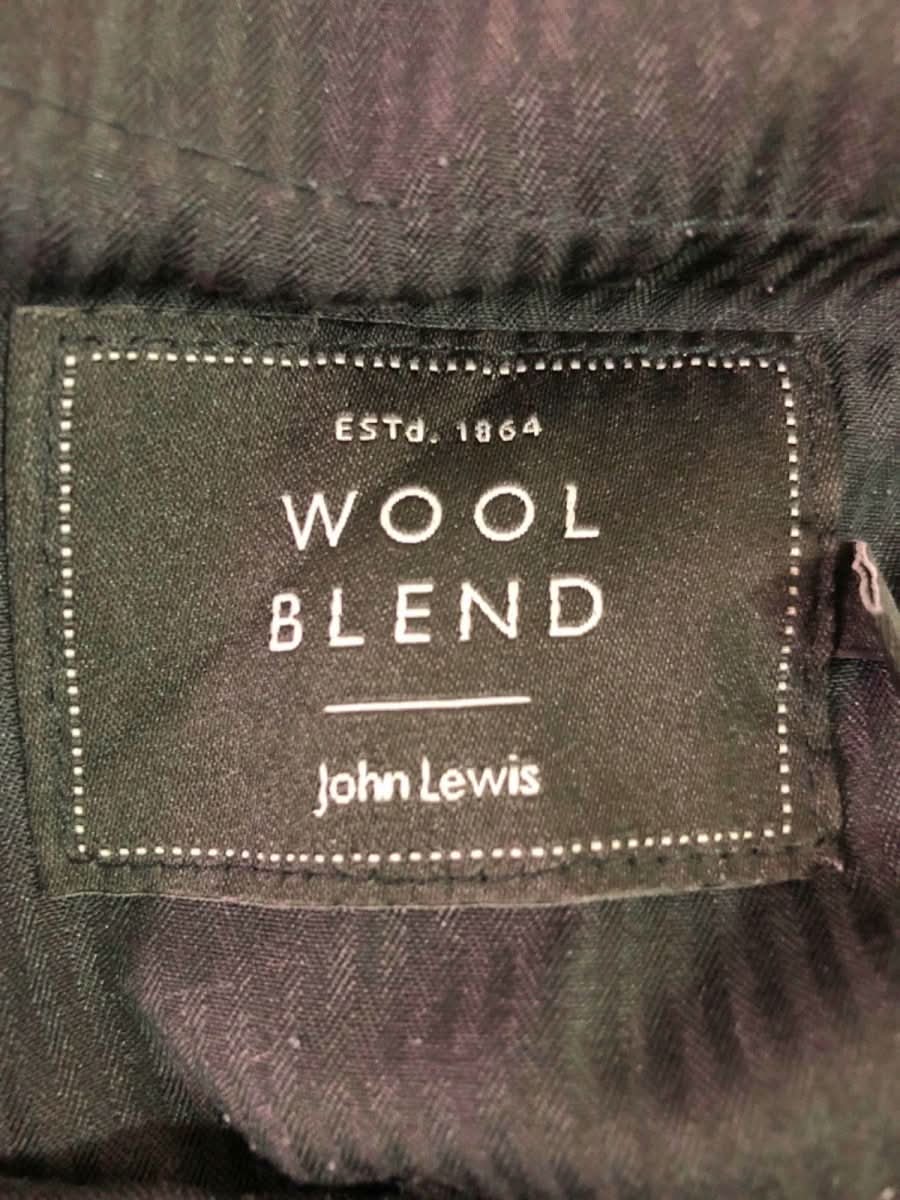 ESTd. 1864
WOOL
BLEND
John Lewis